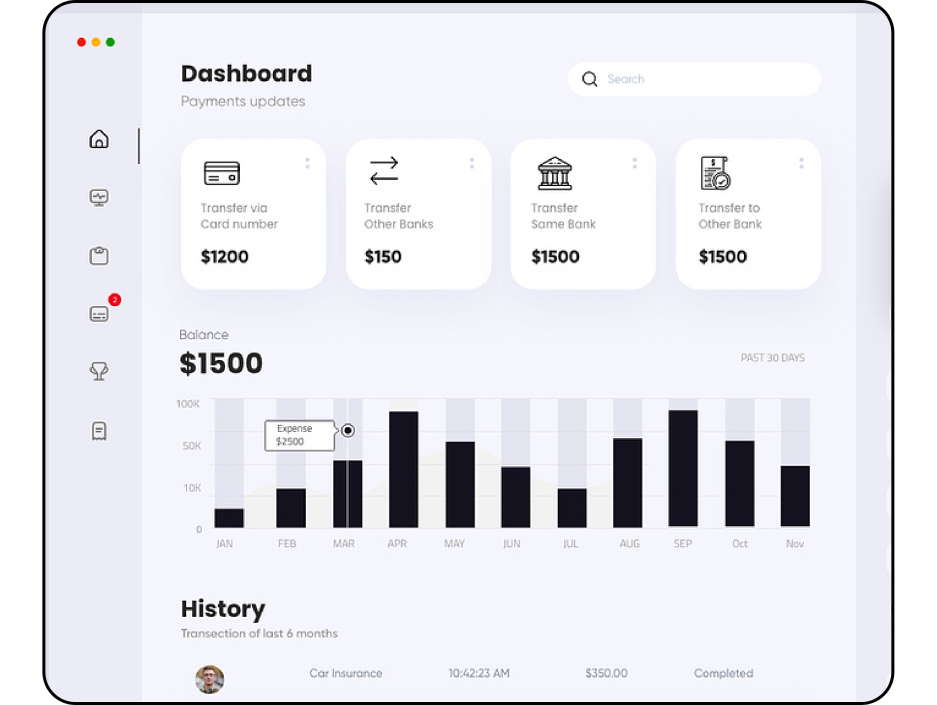 Dashboard
Payments updates
Search
Transfer via
Card number
$1200
Transfer
Other Banks
$150
Transfer
Same Bank
$1500
$
Transfer to
Other Bank
$1500
2
Balance
$1500
PAST 30 DAYS
100K
50K
10K
0
Expense
$2500
JAN FEB MAR APR MAY JUN JUL AUG SEP Oct Nov
History
Transection of last 6 months
Car Insurance 10:42:23 AM $350.00 Completed